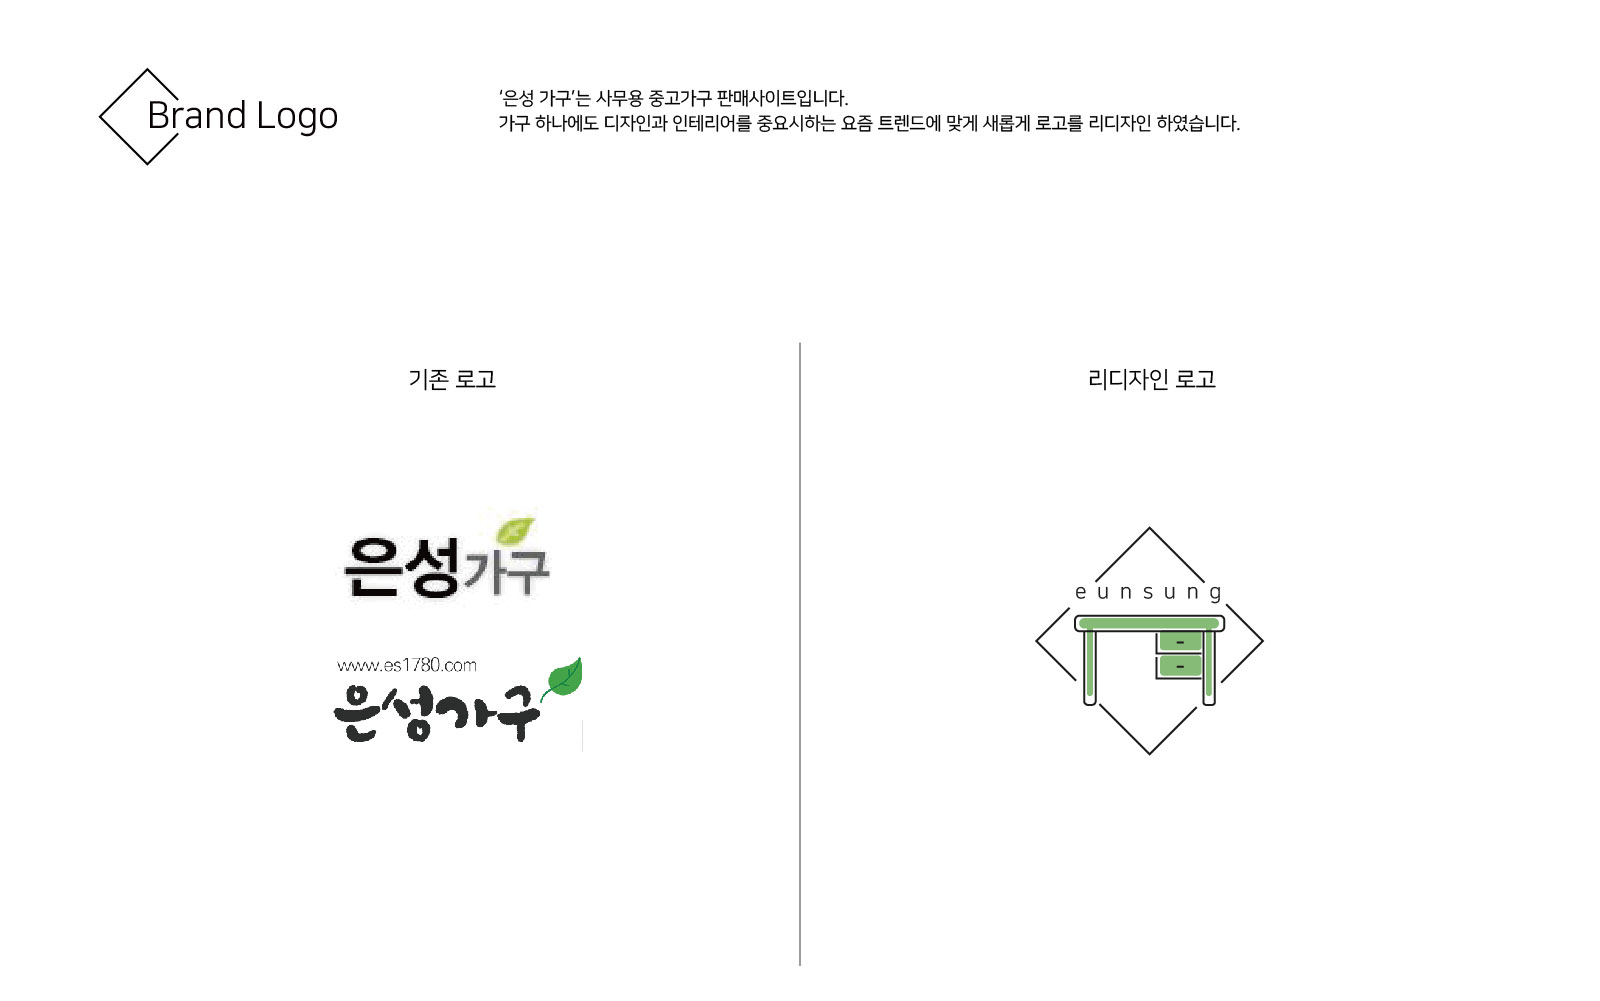 Brand Logo
‘은성 가구’는 사무용 중고가구 판매사이트입니다.
가구 하나에도 디자인과 인테리어를 중요시하는 요즘 트렌드에 맞게 새롭게 로고를 리디자인 하였습니다.
기존 로고
은성가구
www.es1780.com
은성가구
리디자인 로고
eunsung